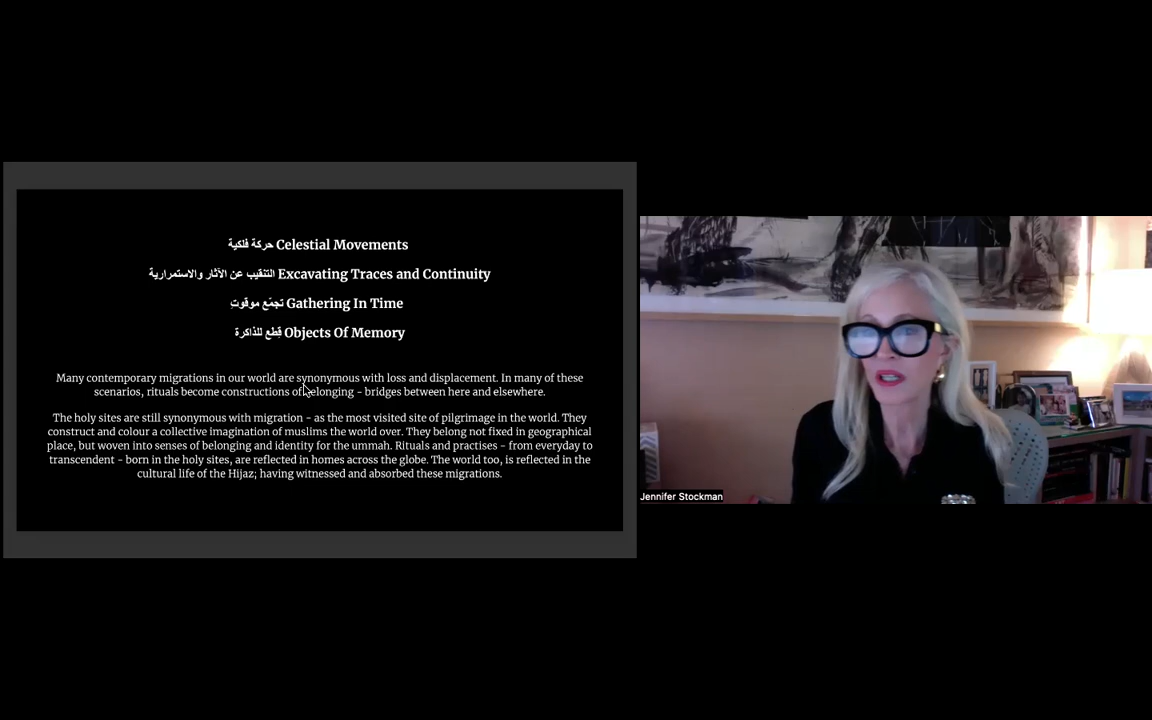 حركة فلكية Celestial Movements
التنقيب عن الآثار والاستمرارية Excavating Traces and Continuity
تجمّع موقوتِ Gathering In Time
قِطع للذاكرة Objects Of Memory
Many contemporary migrations in our world are synonymous with loss and displacement. In many of these
scenarios, rituals become constructions of belonging - bridges between here and elsewhere.
The holy sites are still synonymous with migration - as the most visited site of pilgrimage in the world. They
construct and colour a collective imagination of muslims the world over. They belong not fixed in geographical
place, but woven into senses of belonging and identity for the ummah. Rituals and practises - from everyday to
transcendent - born in the holy sites, are reflected in homes across the globe. The world too, is reflected in the
cultural life of the Hijaz; having witnessed and absorbed these migrations.
Jennifer Stockman